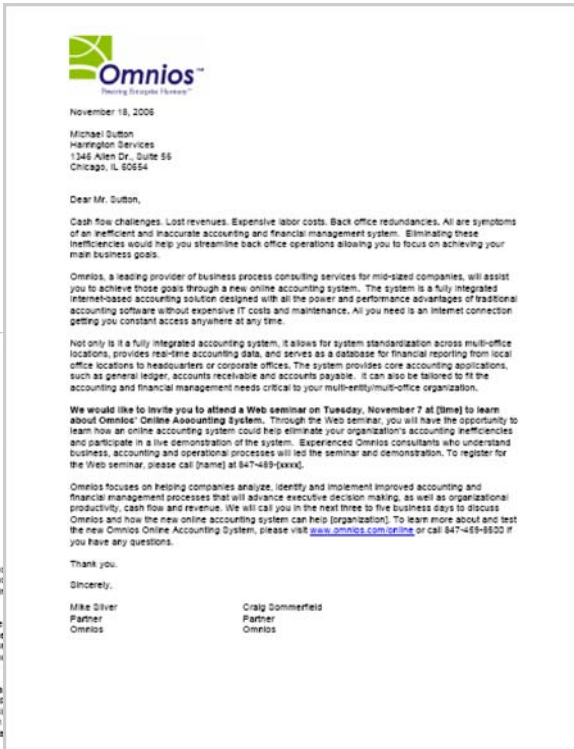 Omnios™
Powering Enterprise Harmony™
November 18, 2006
Michael Sutton
Harrington Services
1346 Allen Dr., Suite 56
Chicago, IL 60654
Dear Mr. Sutton,
Cash flow challenges. Lost revenues. Expensive labor costs. Back office redundancies. All are symptoms
of an inefficient and inaccurate accounting and financial management system. Eliminating these
inefficiencies would help you streamline back office operations allowing you to focus on achieving your
main business goals.
Omnios, a leading provider of business process consulting services for mid-sized companies, will assist
you to achieve those goals through a new online accounting system. The system is a fully integrated
Internet-based accounting solution designed with all the power and performance advantages of traditional
accounting software without expensive IT costs and maintenance. All you need is an Internet connection
getting you constant access anywhere at any time.
Not only is it a fully integrated accounting system, it allows for system standardization across multi-office
locations, provides real-time accounting data, and serves as a database for financial reporting from local
office locations to headquarters or corporate offices. The system provides core accounting applications,
such as general ledger, accounts receivable and accounts payable. It can also be tailored to fit the
accounting and financial management needs critical to your multi-entity/multi-office organization.
We would like to invite you to attend a Web seminar on Tuesday, November 7 at [time] to learn
about Omnios' Online Accounting System. Through the Web seminar, you will have the opportunity to
learn how an online accounting system could help eliminate your organization's accounting inefficiencies
and participate in a live demonstration of the system. Experienced Omnios consultants who understand
business, accounting and operational processes will led the seminar and demonstration. To register for
the Web seminar, please call [name] at 847-469-[xxxx].
Omnios focuses on helping companies analyze, identify and implement improved accounting and
financial management processes that will advance executive decision making, as well as organizational
productivity, cash flow and revenue. We will call you in the next three to five business days to discuss
Omnios and how the new online accounting system can help [organization]. To learn more about and test
the new Omnios Online Accounting System, please visit www.omnios.com/online or call 847-459-8500 if
you have any questions.
Thank you.
Sincerely,
Mike Silver Craig Sommerfield
Partner Partner
Omnios Omnios